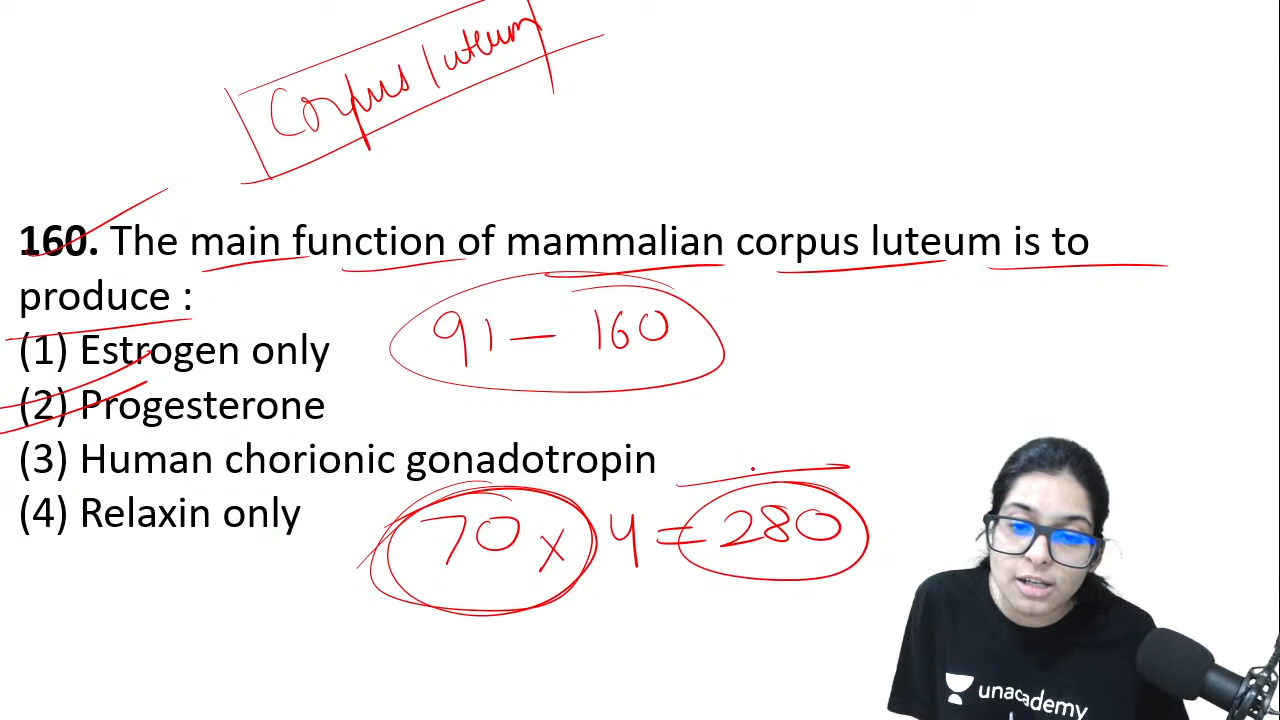 Corpus luteum
160. The main function of mammalian corpus luteum is to
produce :
(1) Estrogen only
91 – 160
(2) Progesterone
(3) Human chorionic gonadotropin
(4) Relaxin only
70 x 4 = 280
unacademy